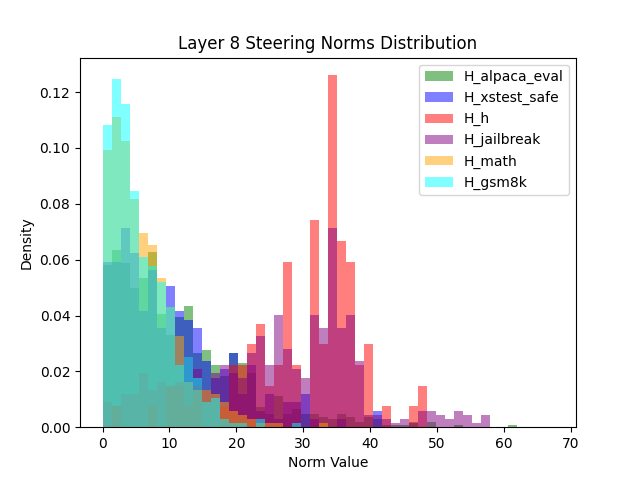 Layer 8 Steering Norms Distribution
H_alpaca_eval
H_xstest_safe
H_h
H_jailbreak
H_math
H_gsm8k
Density
0.12
0.10
0.08
0.06
0.04
0.02
0.00
0 10 20 30 40 50 60 70
Norm Value